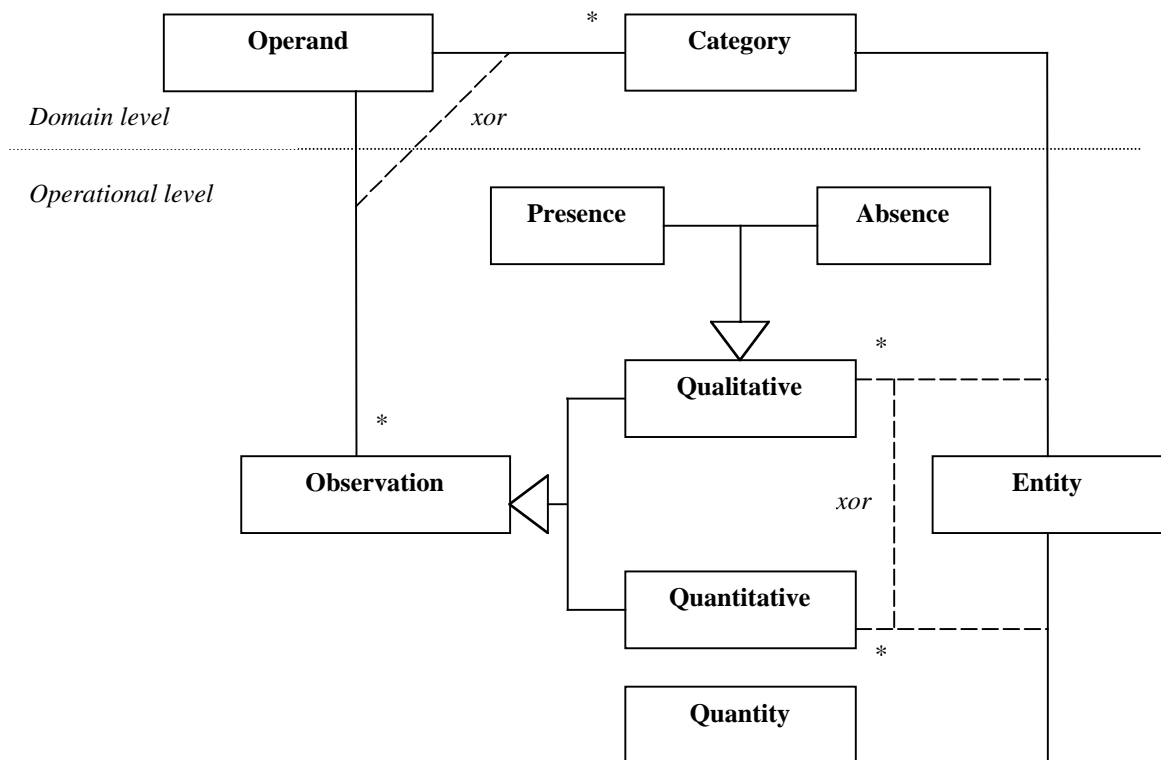 *
Operand
Category
Domain level
xor
Operational level
Presence
Absence
*
Qualitative
*
Observation
Entity
xor
Quantitative
*
Quantity